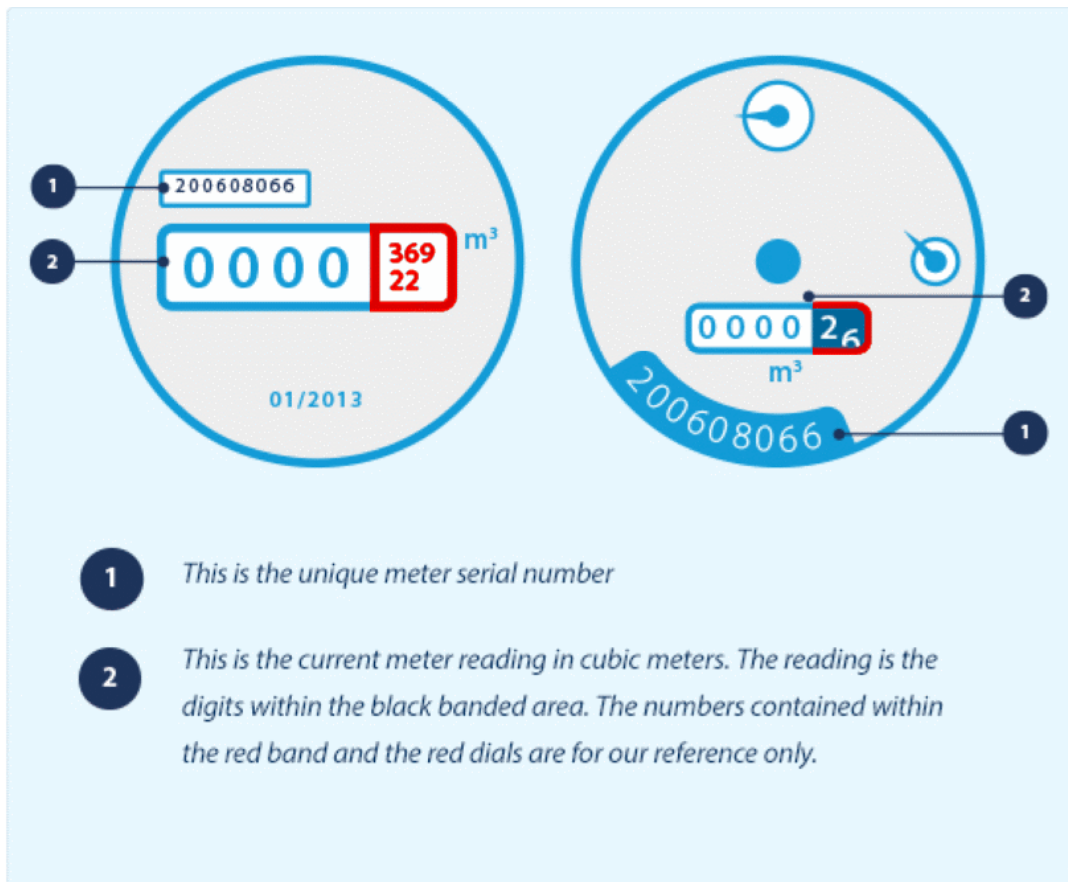 1
200608066
2
0000
369
22
m³
01/2013
2
0000
26
m³
200608066
1
1
This is the unique meter serial number
2
This is the current meter reading in cubic meters. The reading is the
digits within the black banded area. The numbers contained within
the red band and the red dials are for our reference only.